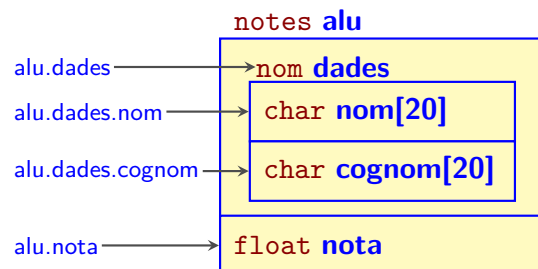 notes alu
alu.dades nom dades
alu.dades.nom char nom[20]
alu.dades.cognom char cognom[20]
alu.nota float nota